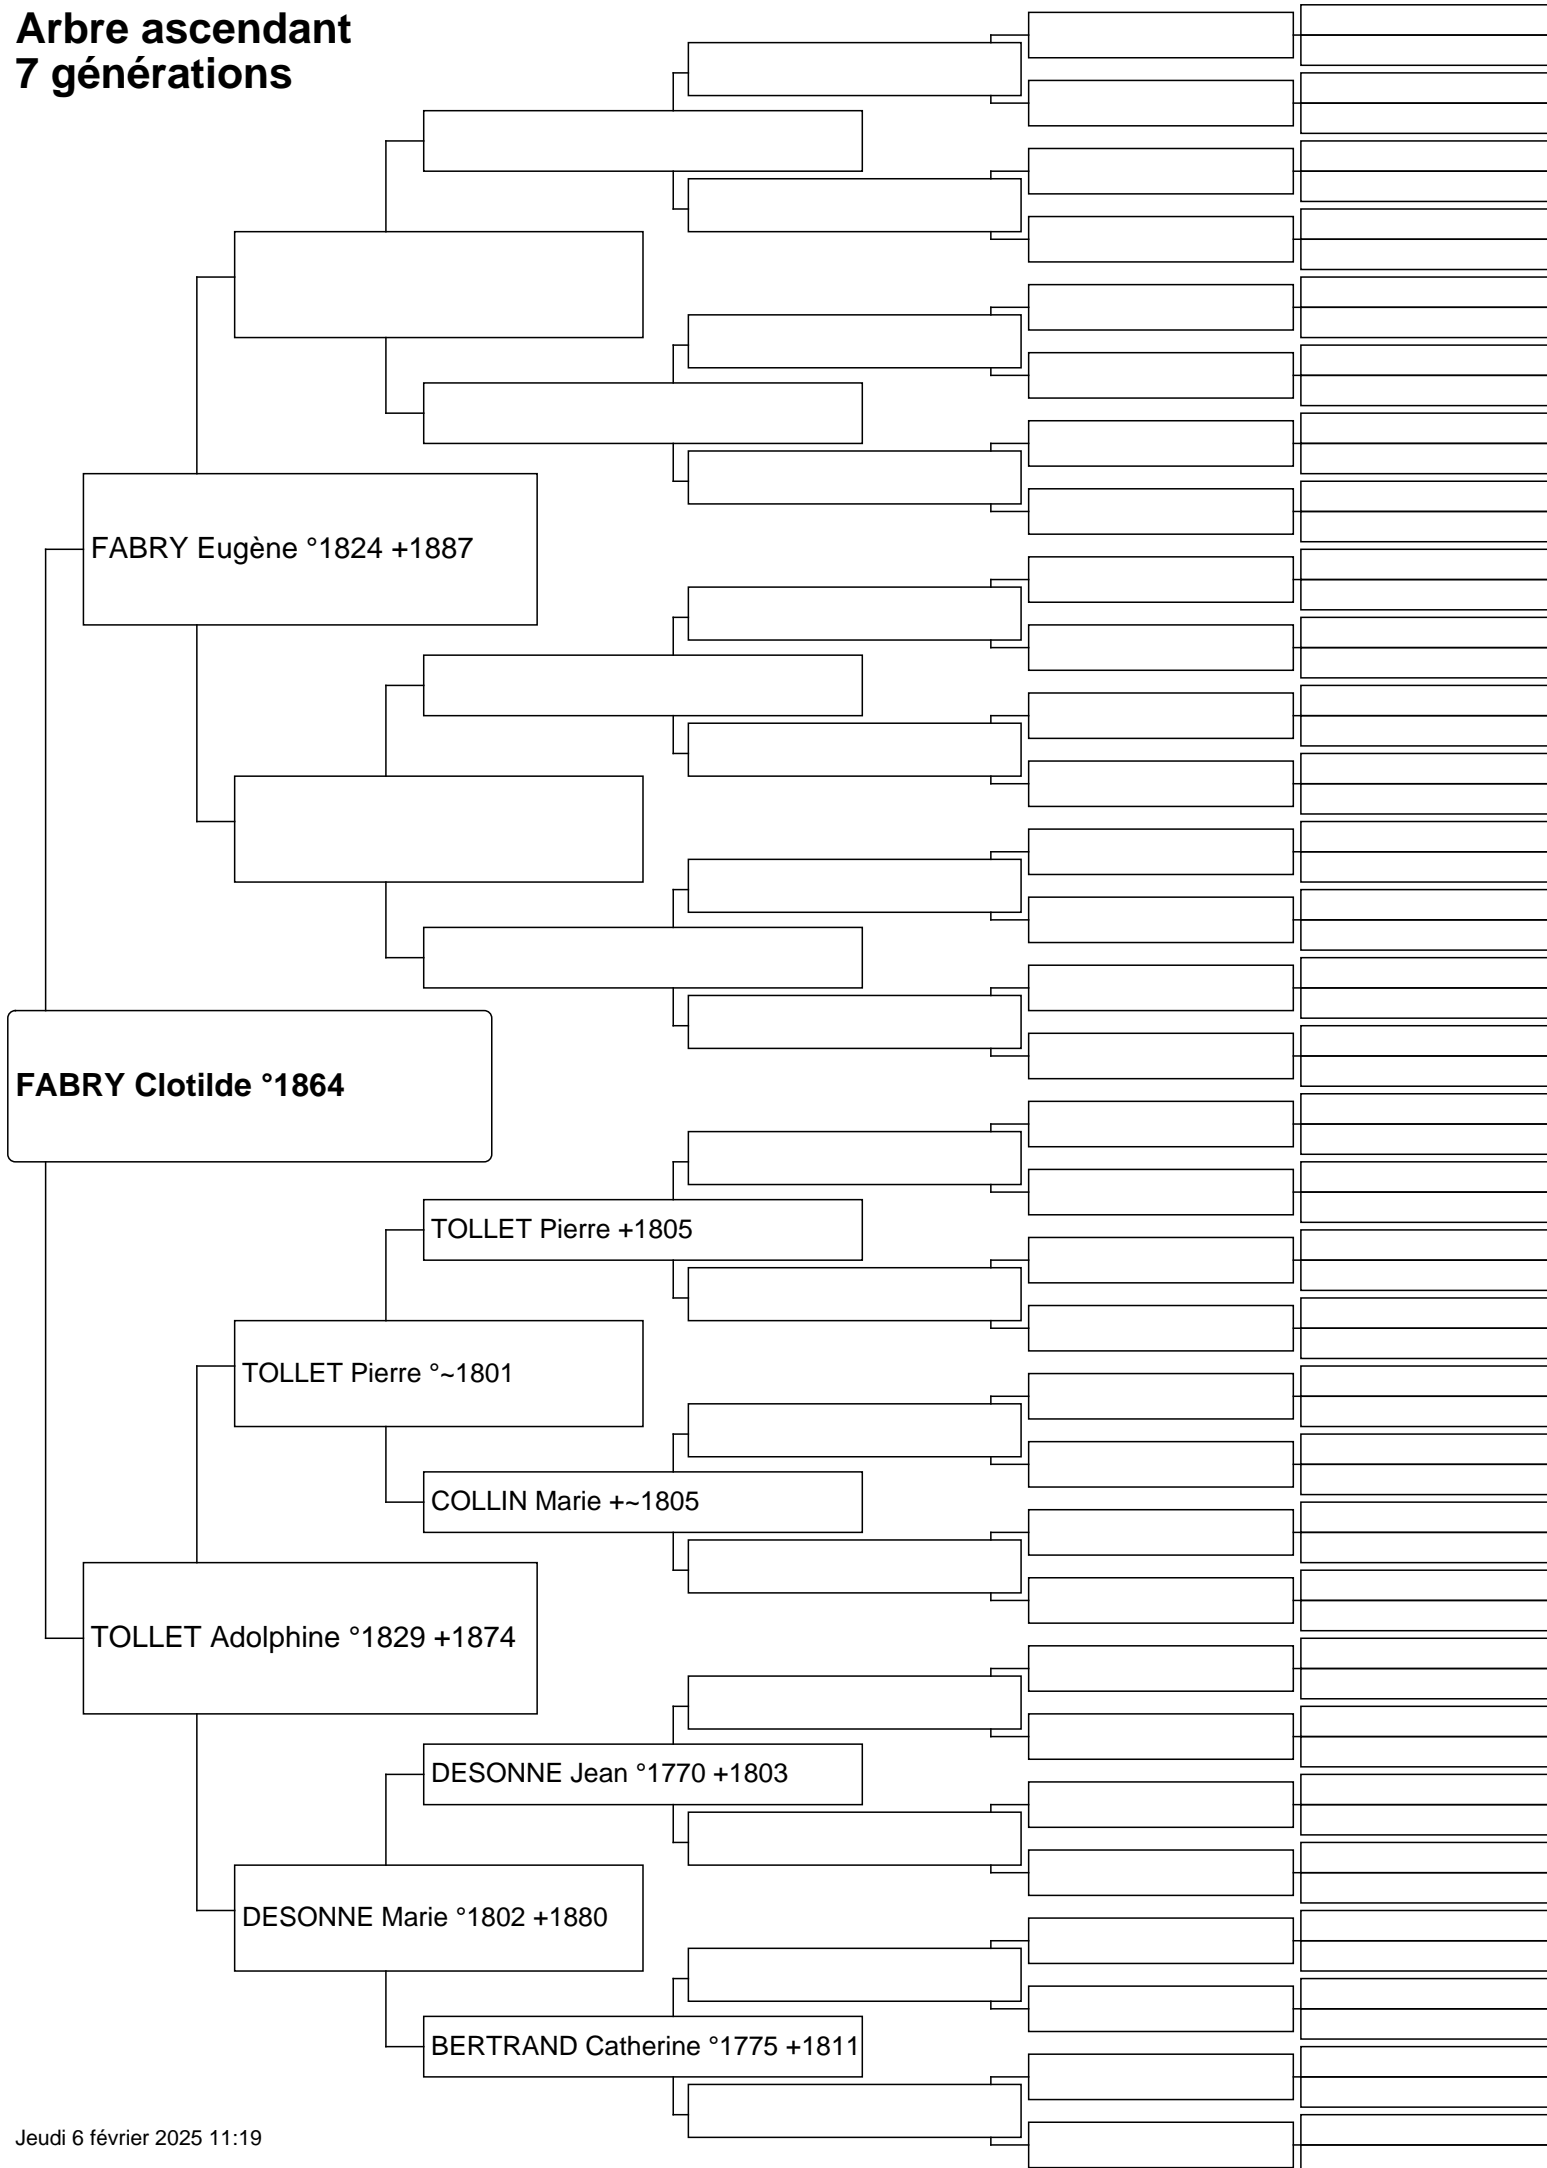 Arbre ascendant
7 générations
FABRY Eugène °1824 +1887
FABRY Clotilde °1864
TOLLET Pierre +1805
TOLLET Pierre °~1801
COLLIN Marie +~1805
TOLLET Adolphine °1829 +1874
DESONNE Jean °1770 +1803
DESONNE Marie °1802 +1880
BERTRAND Catherine °1775 +1811
Jeudi 6 février 2025 11:19